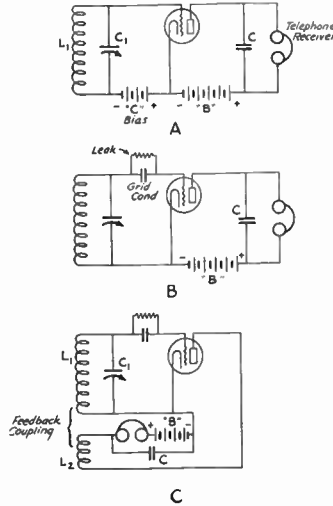 L1
C1
C
Telephone
Receiver
- "C" + - "B" +
Bias
A
Leak
Grid
Cond
C
- "B" +
B
L1
C1
Feedback
Coupling
+ "B" -
C
L2
C